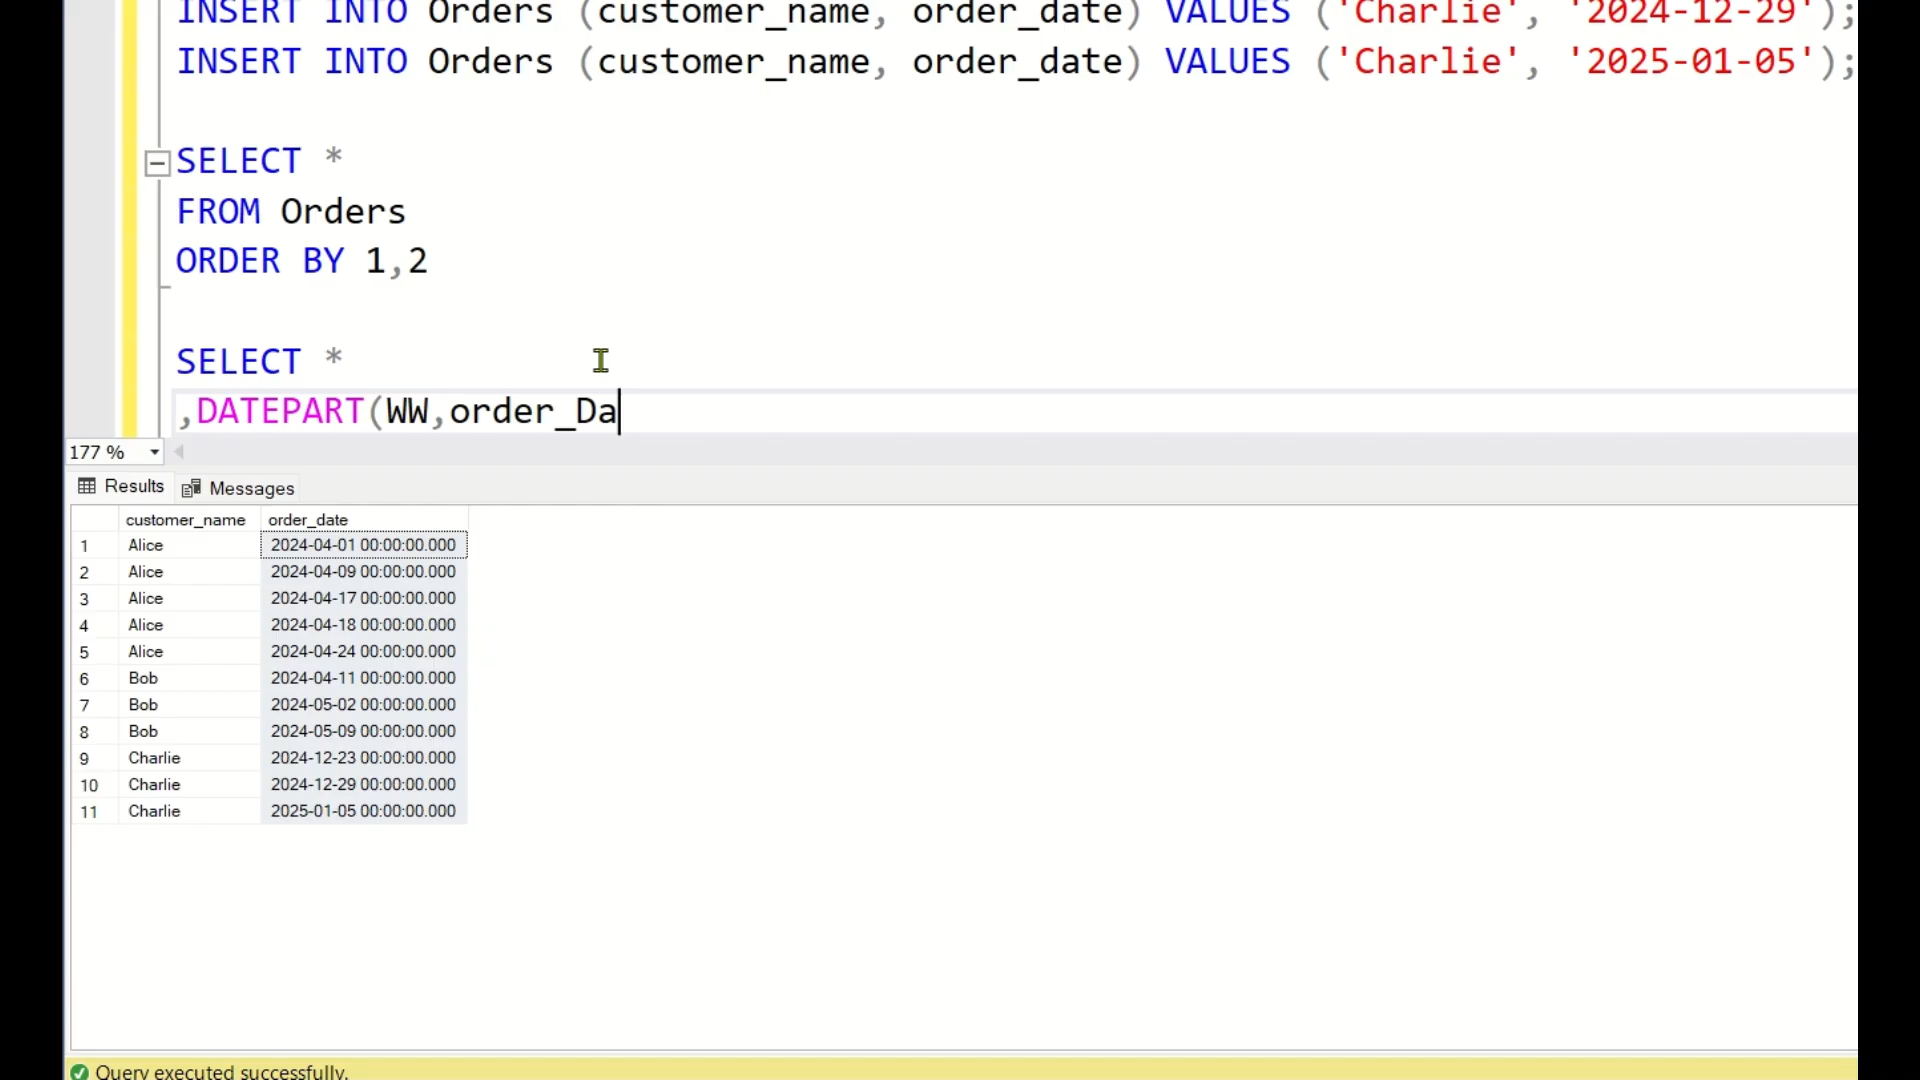 INSERT INTO Orders (customer_name, order_date) VALUES ('Charlie', '2024-12-29');
INSERT INTO Orders (customer_name, order_date) VALUES ('Charlie', '2025-01-05');
SELECT *
FROM Orders
ORDER BY 1,2
SELECT *
,DATEPART(WW,order_Da
177 %
Results Messages
customer_name order_date
1 Alice 2024-04-01 00:00:00.000
2 Alice 2024-04-09 00:00:00.000
3 Alice 2024-04-17 00:00:00.000
4 Alice 2024-04-18 00:00:00.000
5 Alice 2024-04-24 00:00:00.000
6 Bob 2024-04-11 00:00:00.000
7 Bob 2024-05-02 00:00:00.000
8 Bob 2024-05-09 00:00:00.000
9 Charlie 2024-12-23 00:00:00.000
10 Charlie 2024-12-29 00:00:00.000
11 Charlie 2025-01-05 00:00:00.000
Query executed successfully.